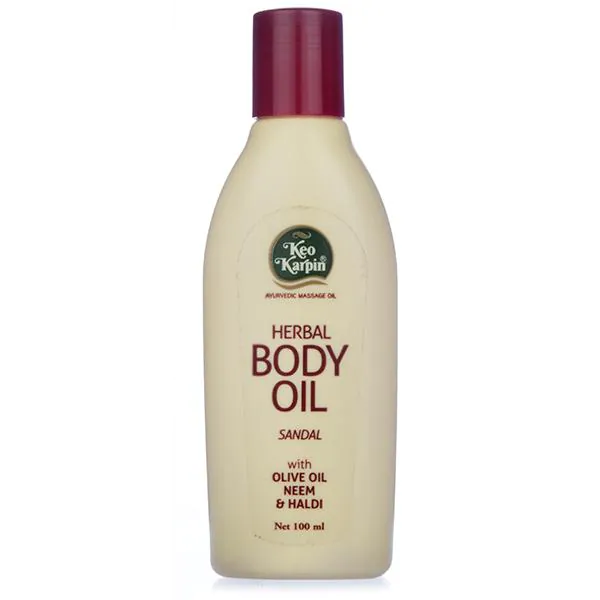 Keo
Karpin®
AYURVEDIC MASSAGE OIL
HERBAL
BODY
OIL
SANDAL
with
OLIVE OIL
NEEM
& HALDI
Net 100 ml